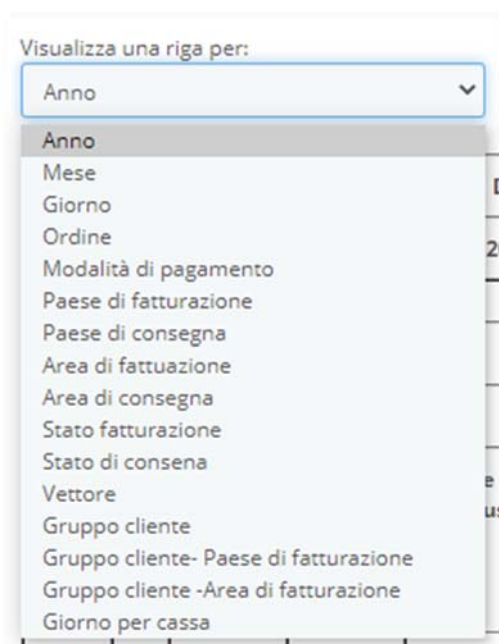 Visualizza una riga per:
Anno
Anno
Mese
Giorno
Ordine
Modalità di pagamento
Paese di fatturazione
Paese di consegna
Area di fattuazione
Area di consegna
Stato fatturazione
Stato di consena
Vettore
Gruppo cliente
Gruppo cliente- Paese di fatturazione
Gruppo cliente -Area di fatturazione
Giorno per cassa